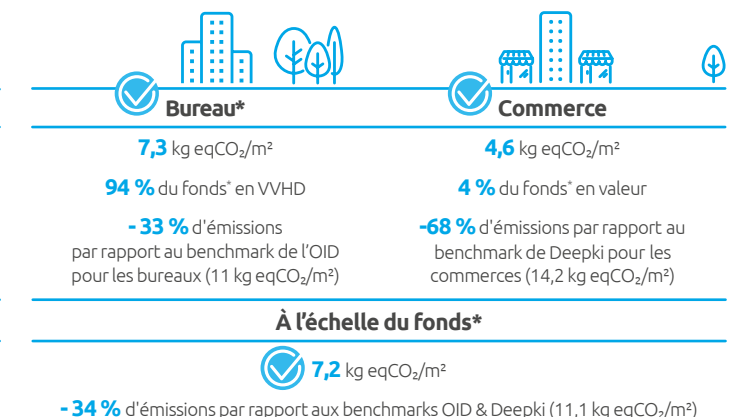 Bureau*
7,3 kg eqCO₂/m²
94 % du fonds* en VVHD
- 33 % d'émissions
par rapport au benchmark de l'OID
pour les bureaux (11 kg eqCO₂/m²)
Commerce
4,6 kg eqCO₂/m²
4 % du fonds* en valeur
-68 % d'émissions par rapport au
benchmark de Deepki pour les
commerces (14,2 kg eqCO₂/m²)
À l'échelle du fonds*
7,2 kg eqCO₂/m²
- 34 % d'émissions par rapport aux benchmarks OID & Deepki (11,1 kg eqCO₂/m²)